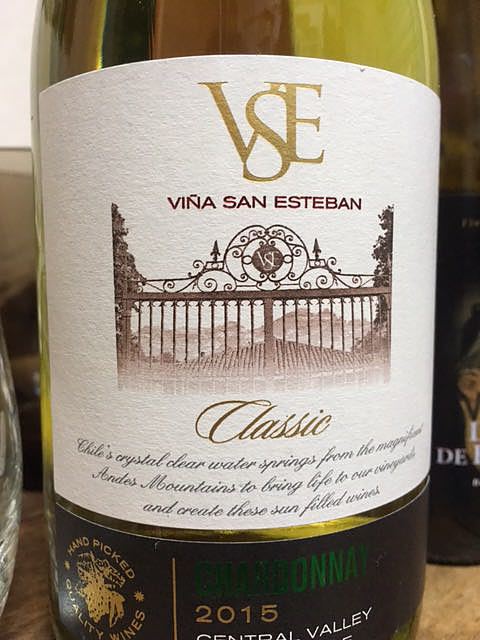 VSE
VIÑA SAN ESTEBAN
VSE
Classic
Chile's crystal clear water springs from the magnificent
Andes Mountains to bring life to our vineyards
and create these sun filled wines.
HAND PICKED
QUALITY WINES
CHARDONNAY
2015
CENTRAL VALLEY
DE